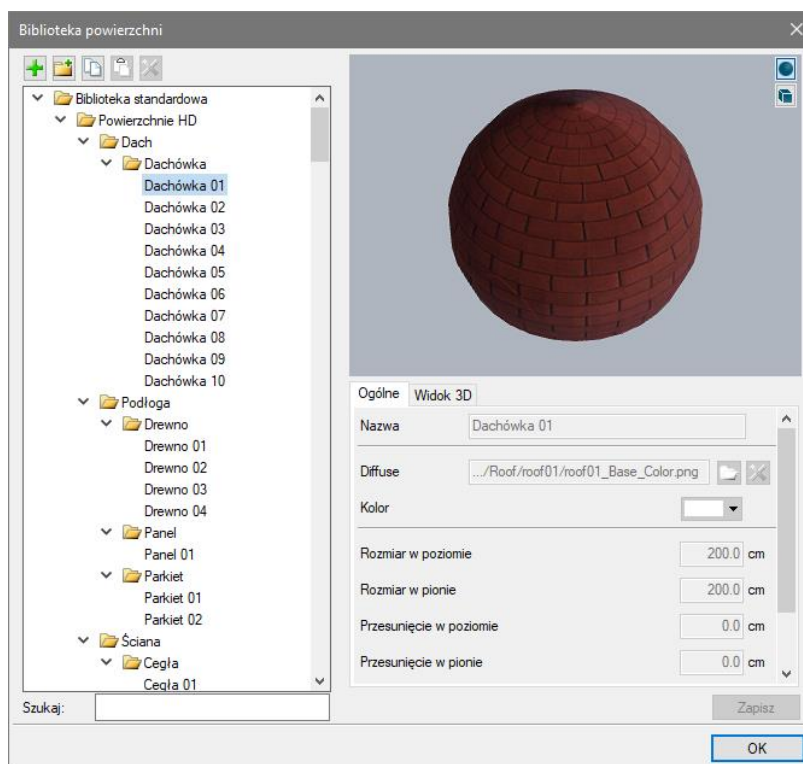 Biblioteka powierzchni
Biblioteka standardowa
Powierzchnie HD
Dach
Dachówka
Dachówka 01
Dachówka 02
Dachówka 03
Dachówka 04
Dachówka 05
Dachówka 06
Dachówka 07
Dachówka 08
Dachówka 09
Dachówka 10
Podłoga
Drewno
Drewno 01
Drewno 02
Drewno 03
Drewno 04
Panel
Panel 01
Parkiet
Parkiet 01
Parkiet 02
Ściana
Cegła
Cegła 01
Szukaj:
Ogólne Widok 3D
Nazwa Dachówka 01
Diffuse .../Roof/roof01/roof01_Base_Color.png
Kolor
Rozmiar w poziomie 200.0 cm
Rozmiar w pionie 200.0 cm
Przesunięcie w poziomie 0.0 cm
Przesunięcie w pionie 0.0 cm
Zapisz
OK